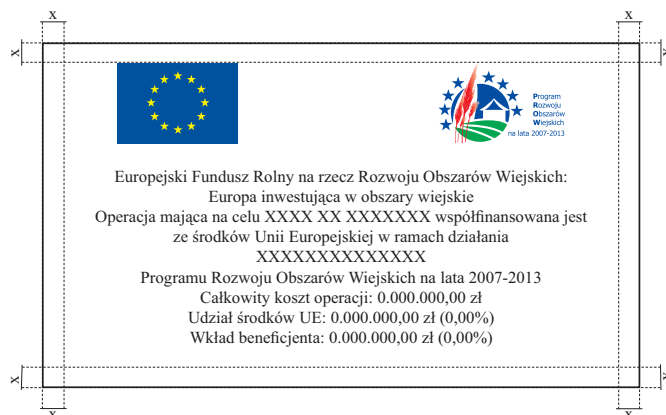 x x
x x
Program
Rozwoju
Obszarów
Wiejskich
na lata 2007-2013
Europejski Fundusz Rolny na rzecz Rozwoju Obszarów Wiejskich:
Europa inwestująca w obszary wiejskie
Operacja mająca na celu XXXX XX XXXXXXX współfinansowana jest
ze środków Unii Europejskiej w ramach działania
XXXXXXXXXXXXXX
Programu Rozwoju Obszarów Wiejskich na lata 2007-2013
Całkowity koszt operacji: 0.000.000,00 zł
Udział środków UE: 0.000.000,00 zł (0,00%)
Wkład beneficjenta: 0.000.000,00 zł (0,00%)
x x
x x